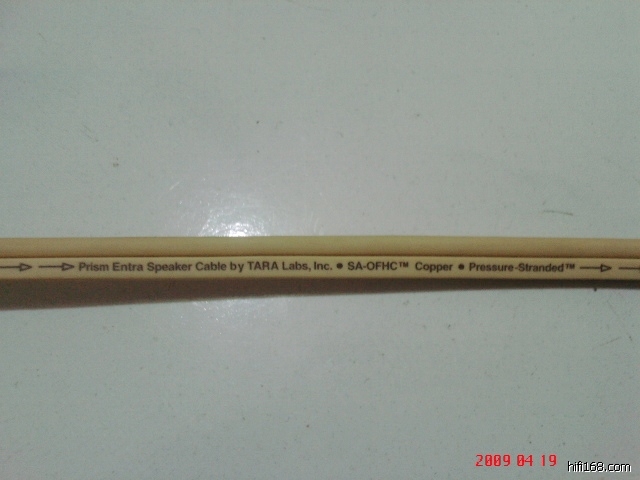 Prism Entra Speaker Cable by TARA Labs, Inc. • SA-OFHC™ Copper • Pressure-Stranded™
2009 04 19
hifi168.com